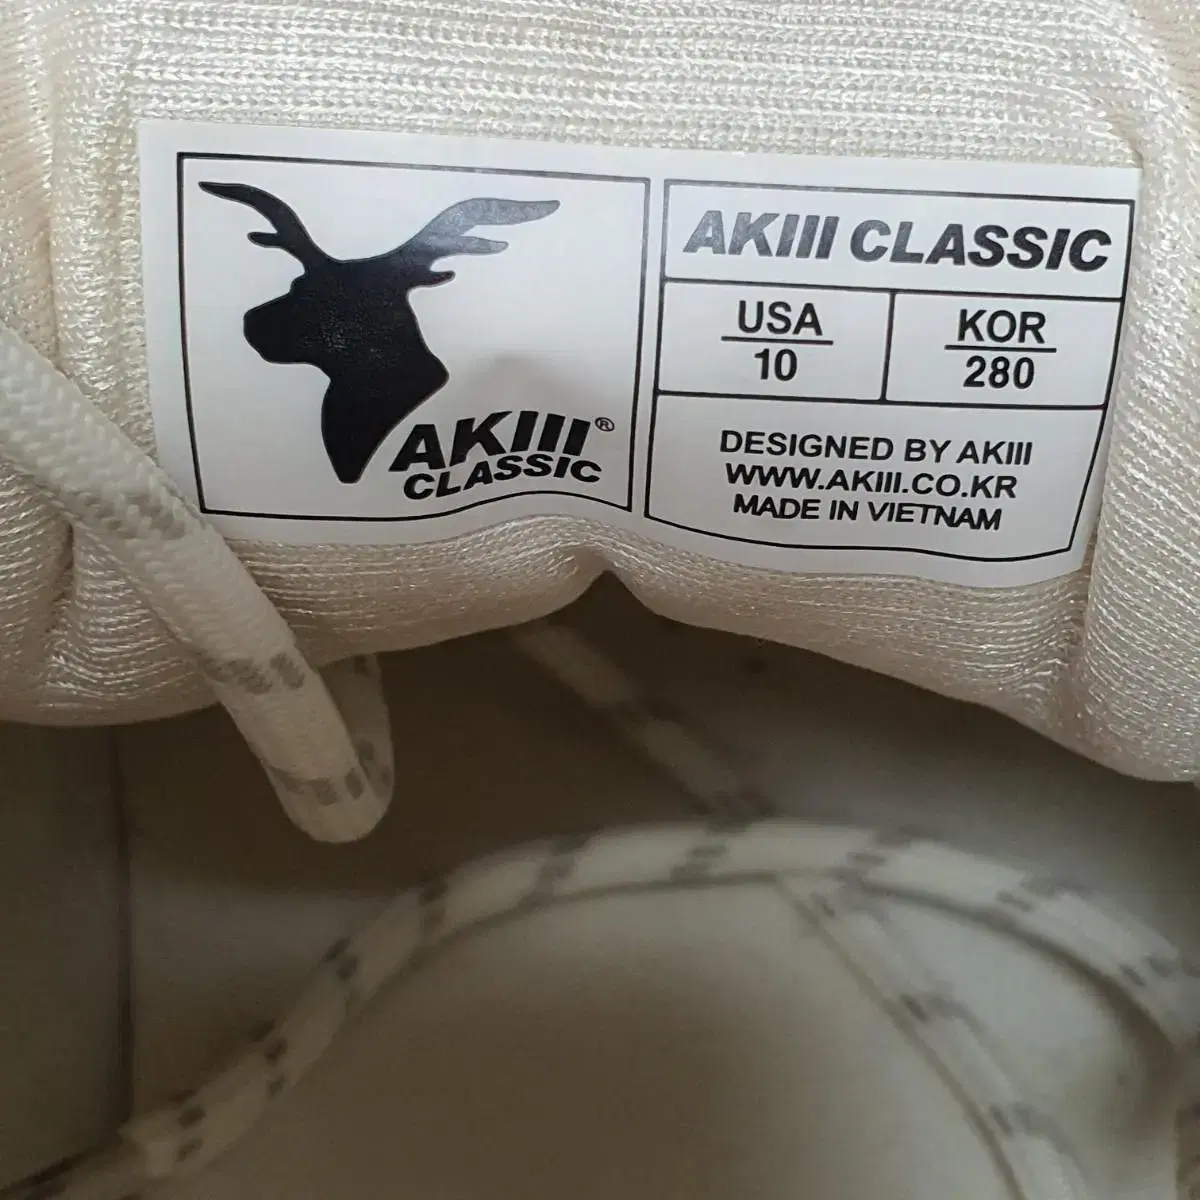 AKIII®
CLASSIC
AKIII CLASSIC
USA
10
KOR
280
DESIGNED BY AKIII
WWW.AKIII.CO.KR
MADE IN VIETNAM